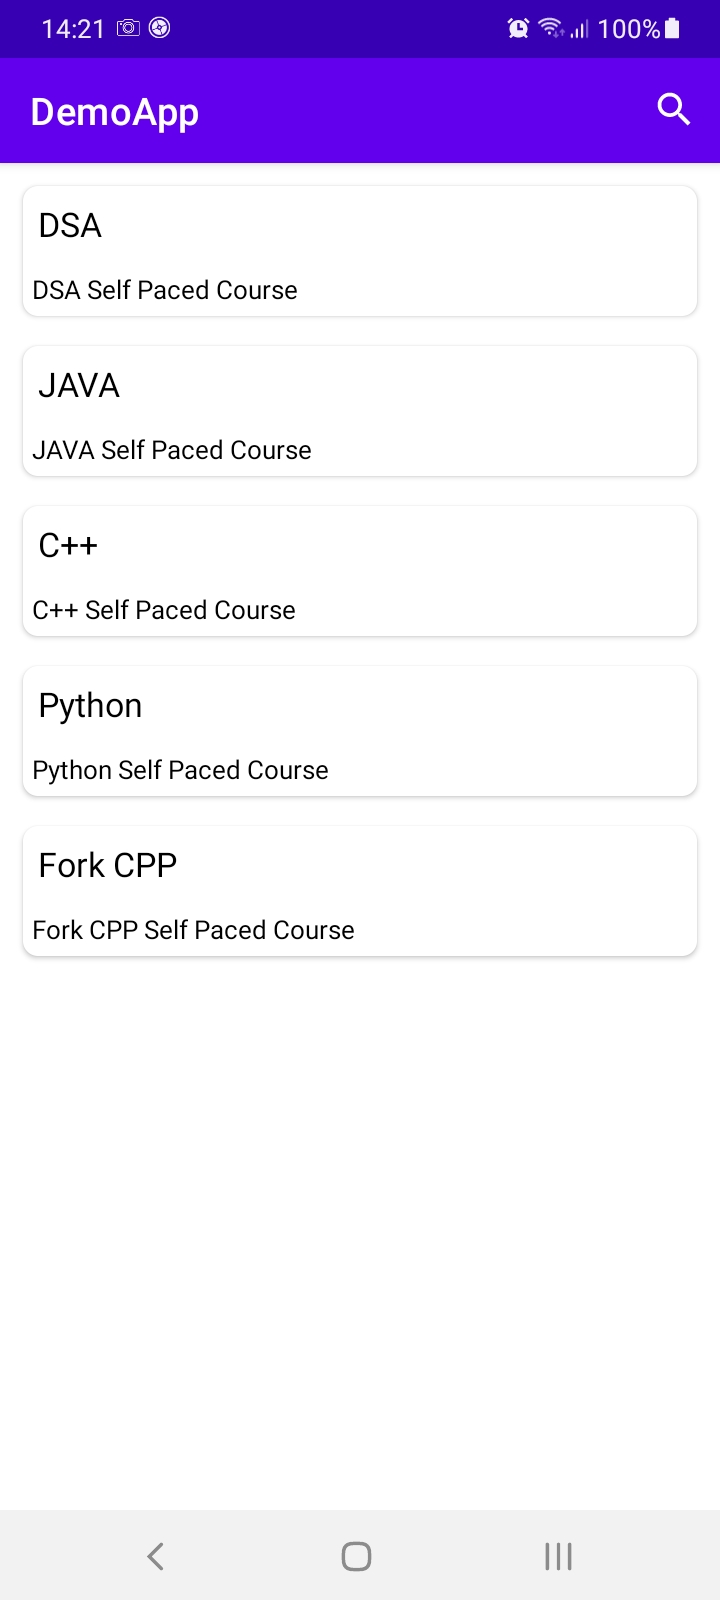 14:21 100%
DemoApp
DSA
DSA Self Paced Course
JAVA
JAVA Self Paced Course
C++
C++ Self Paced Course
Python
Python Self Paced Course
Fork CPP
Fork CPP Self Paced Course